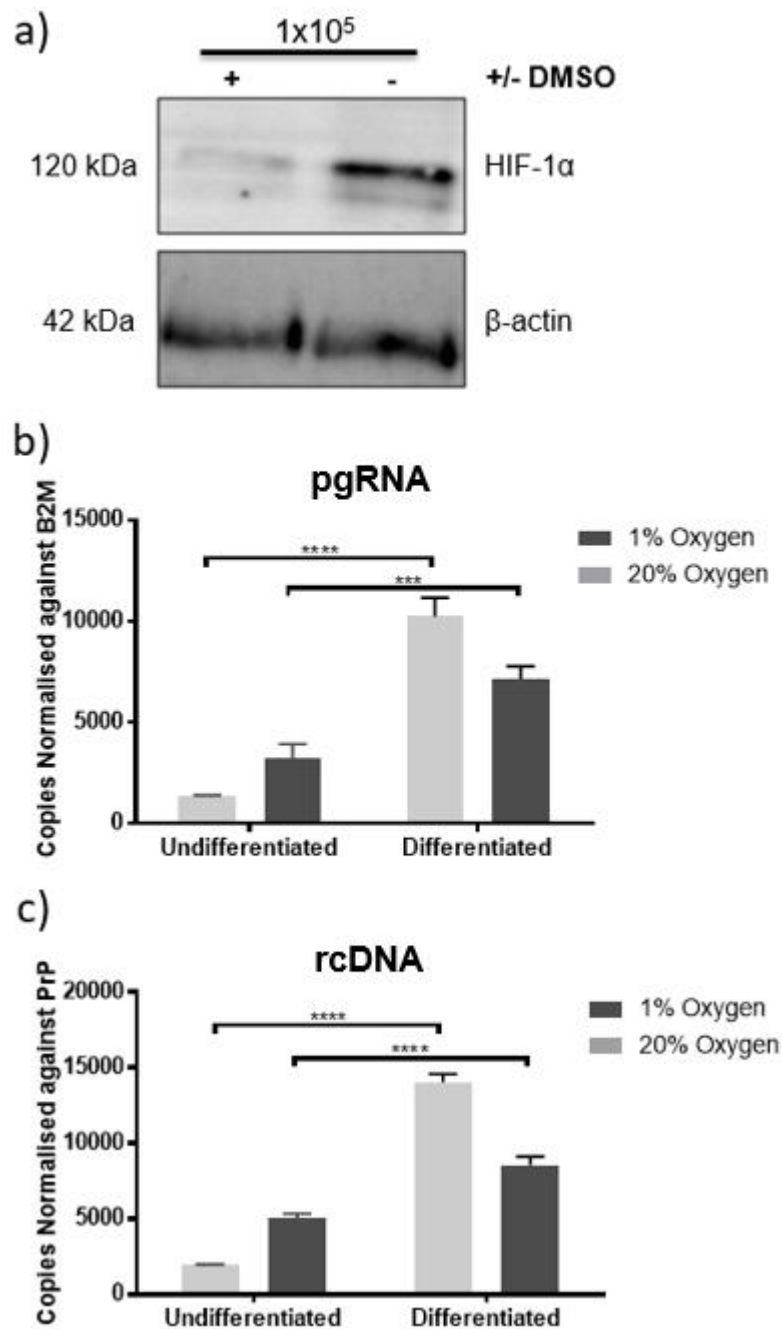 a)
1x10⁵
+ - +/- DMSO
120 kDa HIF-1α
42 kDa β-actin
b)
pgRNA
Copies Normalised against B2M
15000
10000
5000
0
****
***
1% Oxygen
20% Oxygen
Undifferentiated Differentiated
c)
rcDNA
Copies Normalised against PrP
20000
15000
10000
5000
0
****
****
1% Oxygen
20% Oxygen
Undifferentiated Differentiated